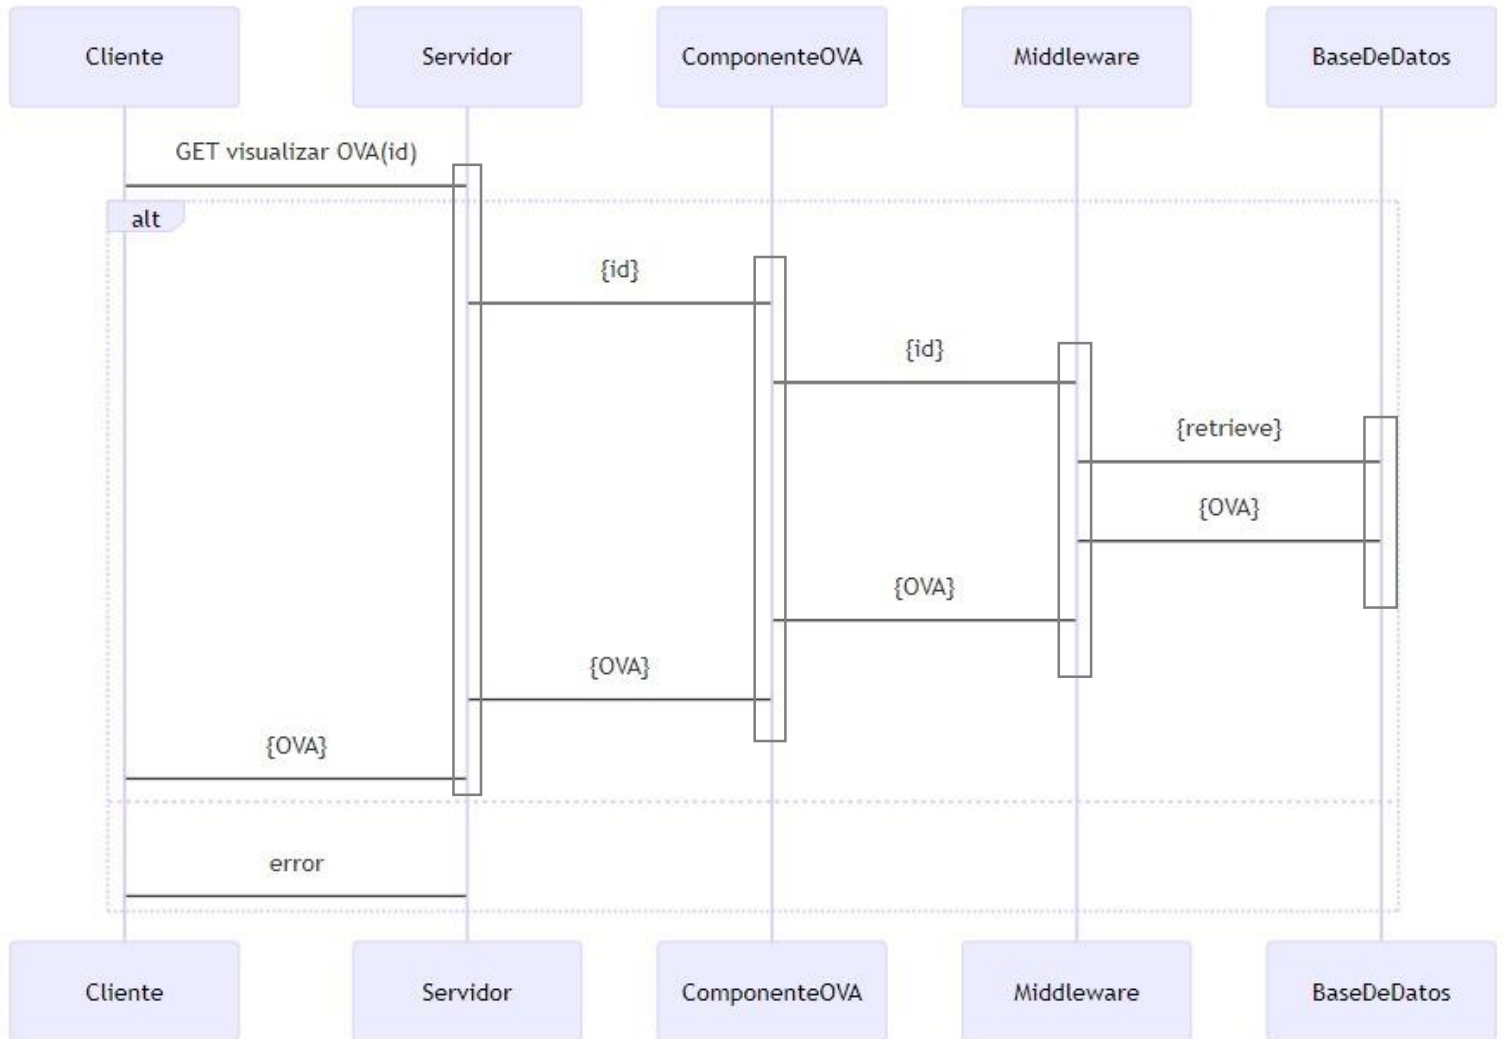 Cliente
Servidor
ComponenteOVA
Middleware
BaseDeDatos
GET visualizar OVA(id)
alt
{id}
{id}
{retrieve}
{OVA}
{OVA}
{OVA}
{OVA}
error
Cliente
Servidor
ComponenteOVA
Middleware
BaseDeDatos